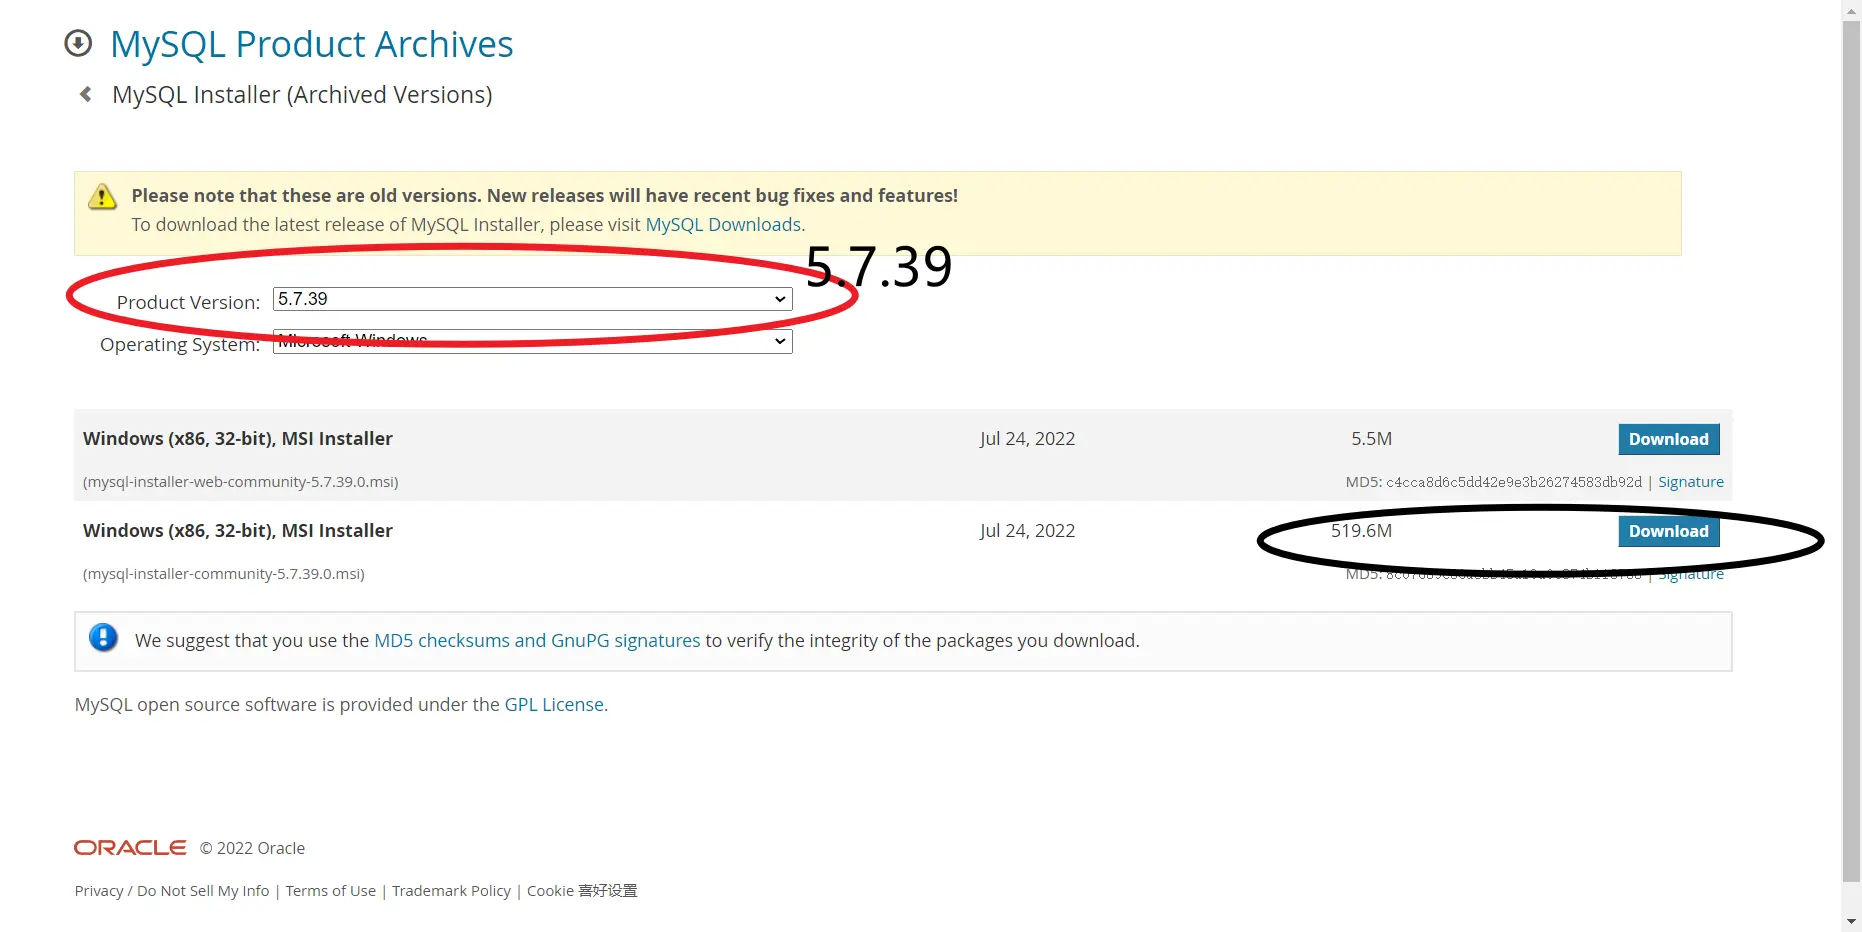 MySQL Product Archives
MySQL Installer (Archived Versions)
Please note that these are old versions. New releases will have recent bug fixes and features!
To download the latest release of MySQL Installer, please visit MySQL Downloads.
5.7.39
Product Version: 5.7.39
Operating System: Microsoft Windows
Windows (x86, 32-bit), MSI Installer Jul 24, 2022 5.5M Download
(mysql-installer-web-community-5.7.39.0.msi) MD5: c4cca8d6c5dd42e9e3b26274583db92d | Signature
Windows (x86, 32-bit), MSI Installer Jul 24, 2022 519.6M Download
(mysql-installer-community-5.7.39.0.msi) MD5: | Signature
We suggest that you use the MD5 checksums and GnuPG signatures to verify the integrity of the packages you download.
MySQL open source software is provided under the GPL License.
ORACLE © 2022 Oracle
Privacy / Do Not Sell My Info | Terms of Use | Trademark Policy | Cookie 喜好设置